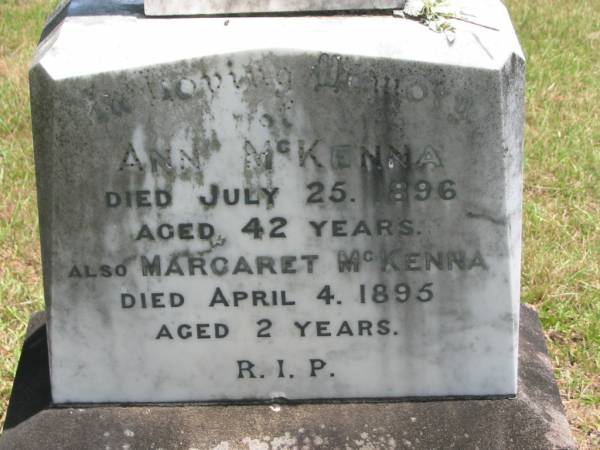 In Loving Memory
of
ANN McKENNA
DIED JULY 25. 1896
AGED 42 YEARS.
ALSO MARGARET McKENNA
DIED APRIL 4. 1895
AGED 2 YEARS.
R.I.P.